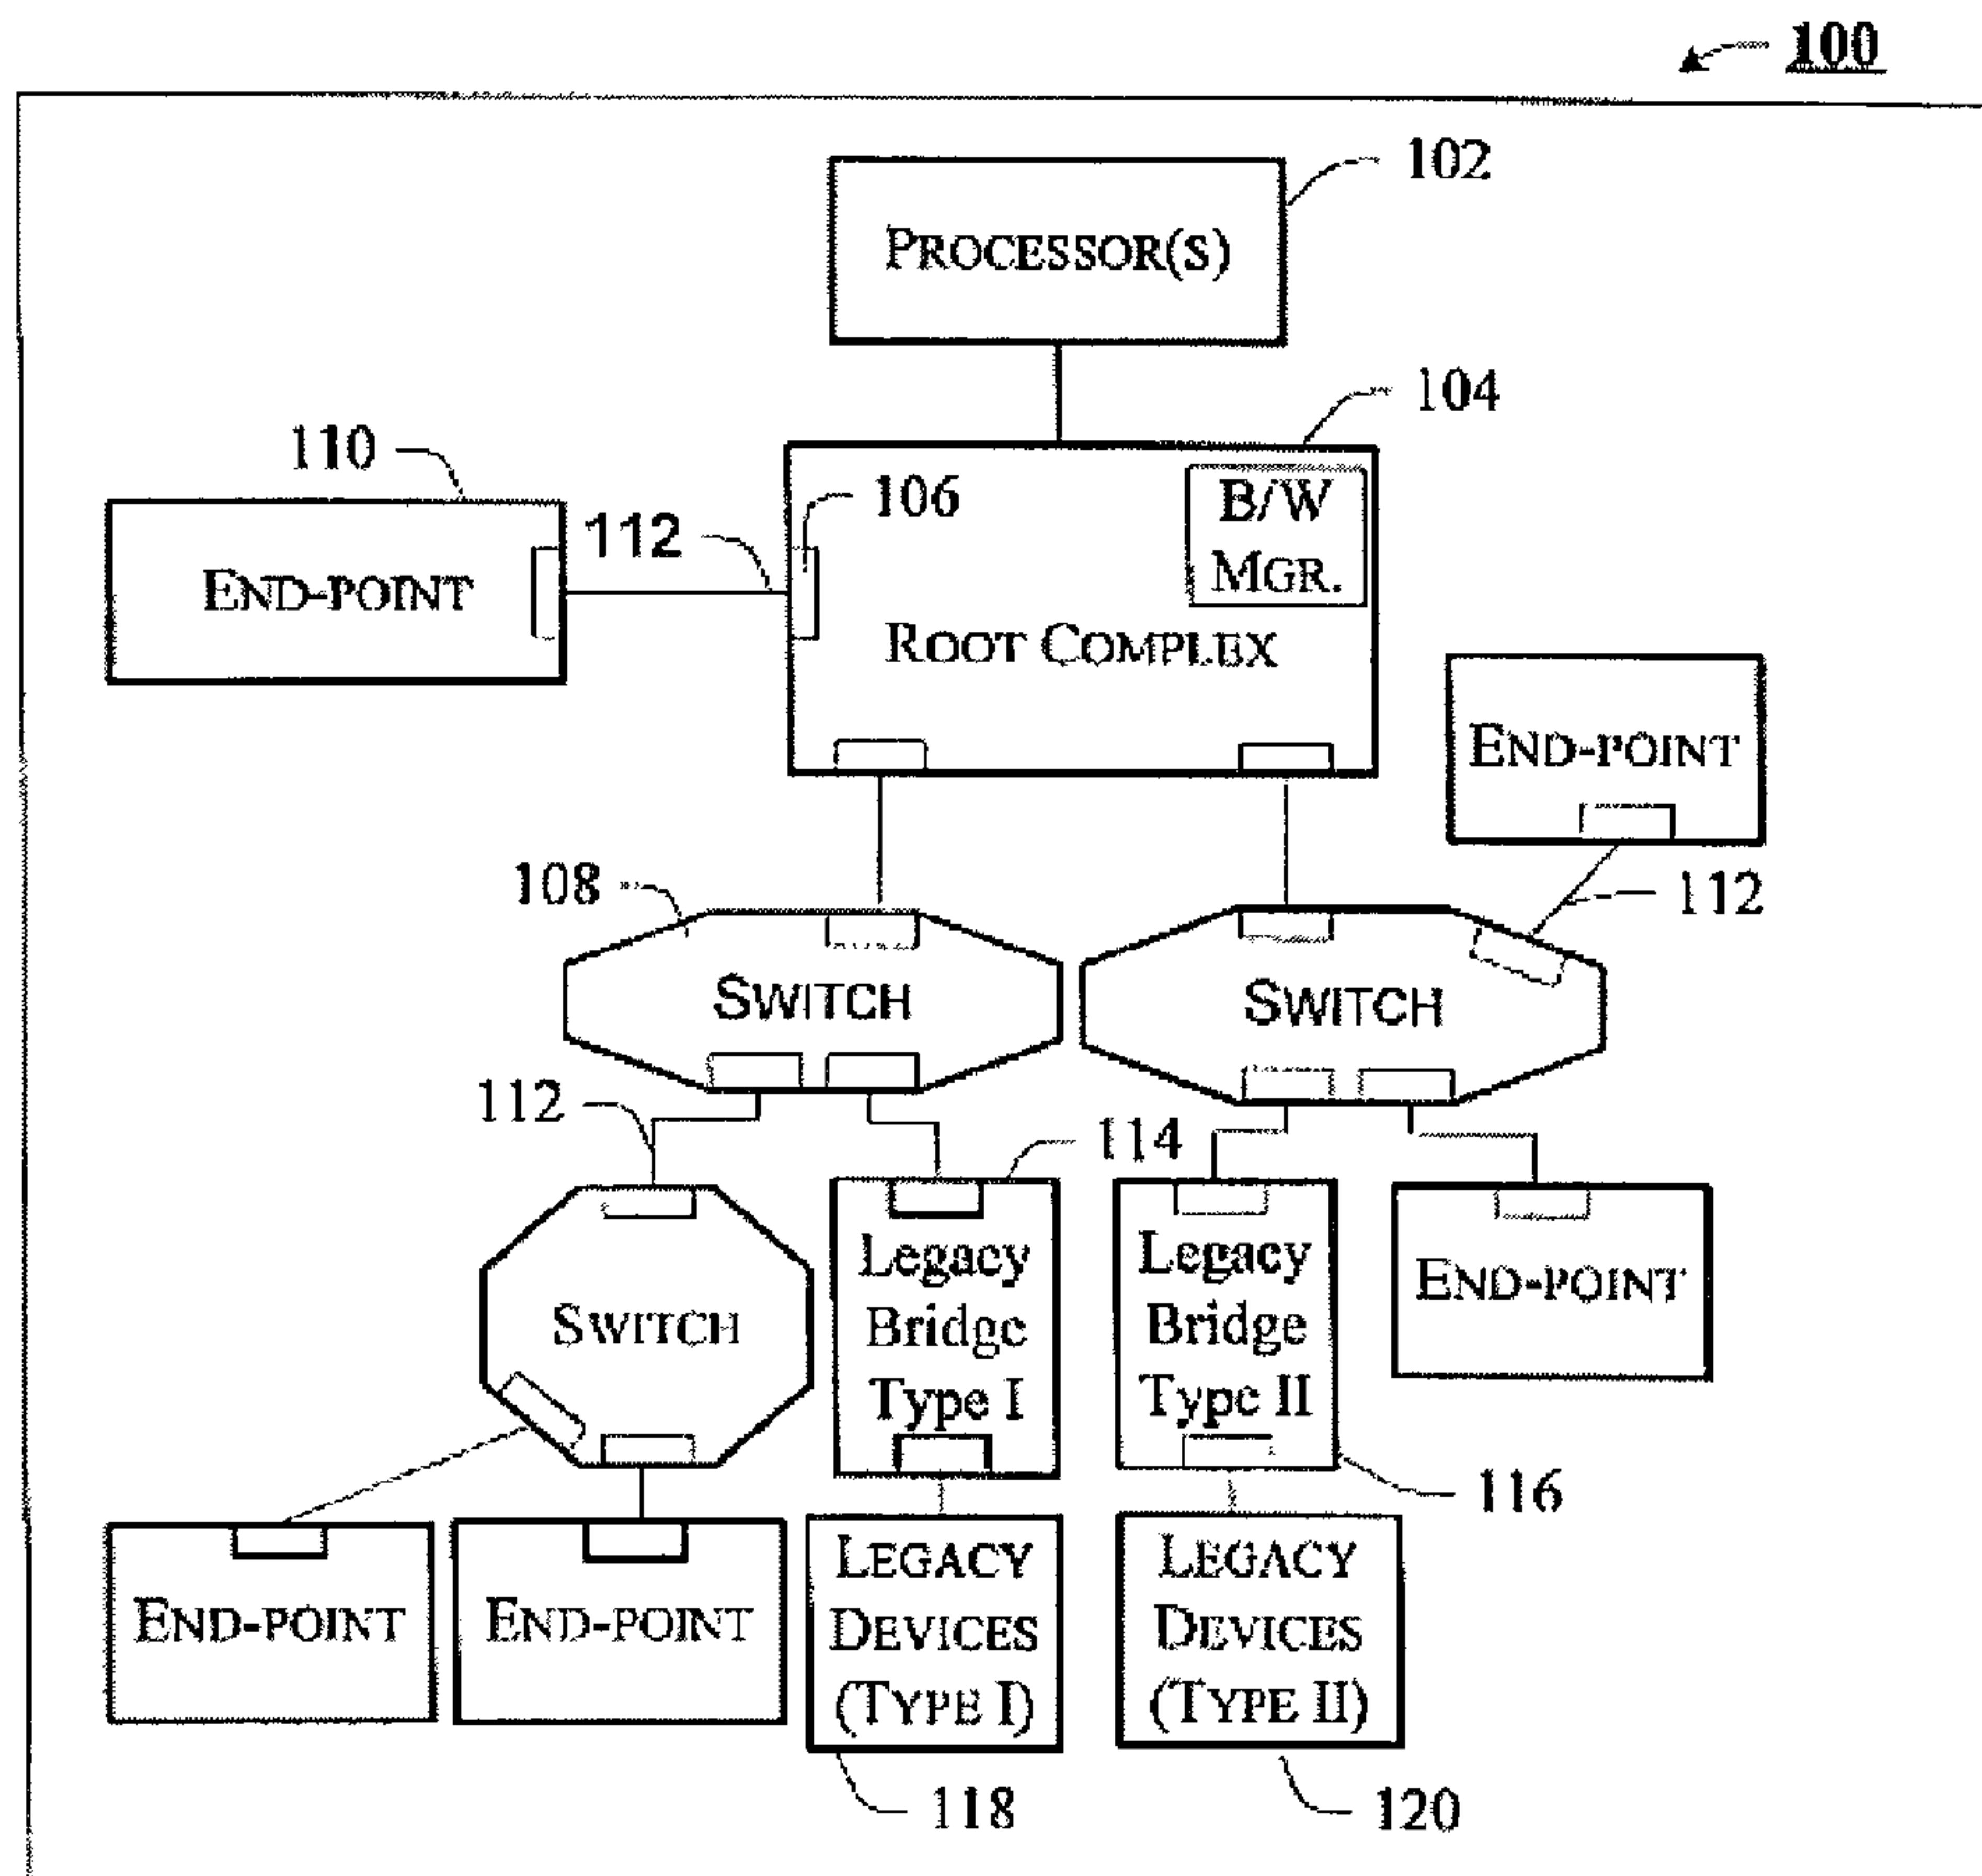 100
102
PROCESSOR(S)
104
110
106
B/W
MGR.
112
END-POINT
ROOT COMPLEX
END-POINT
108
112
SWITCH
SWITCH
112
114
Legacy
Bridge
Type I
Legacy
Bridge
Type II
END-POINT
SWITCH
116
END-POINT
END-POINT
LEGACY
DEVICES
(TYPE I)
LEGACY
DEVICES
(TYPE II)
118
120